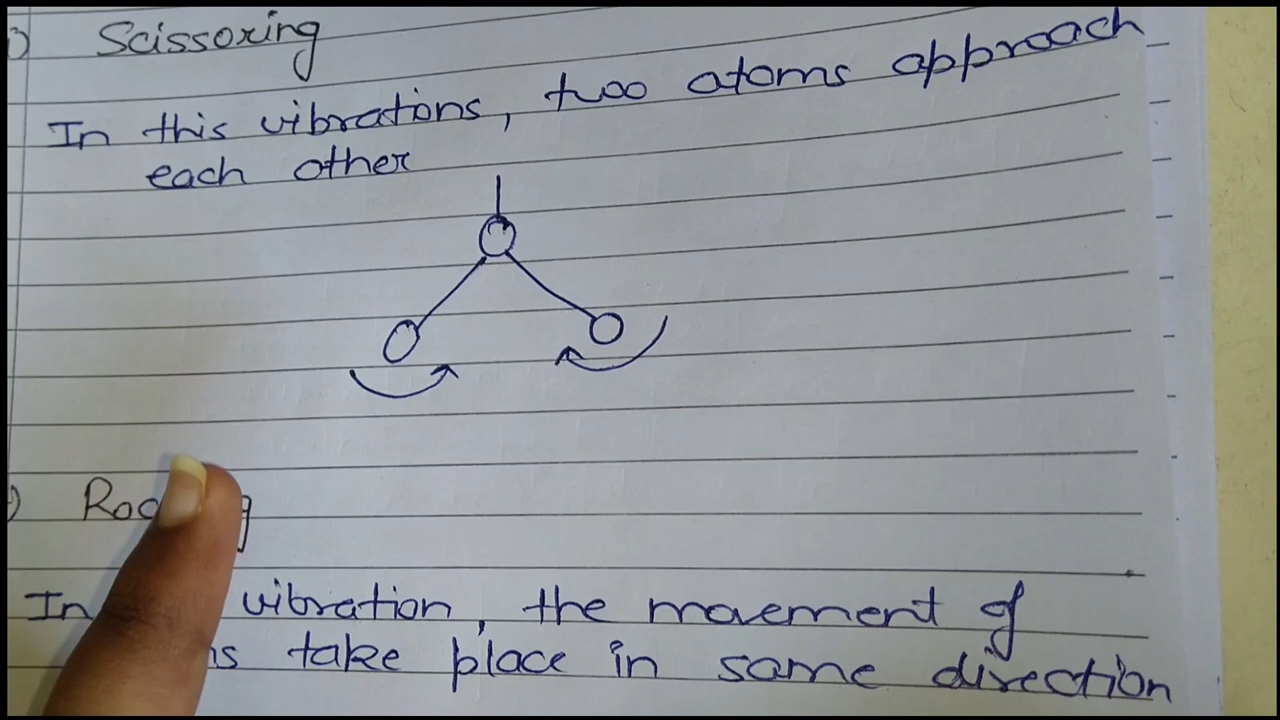 i) Scissoring
In this vibrations, two atoms approach
each other
In vibration, the movement of
take place in same direction